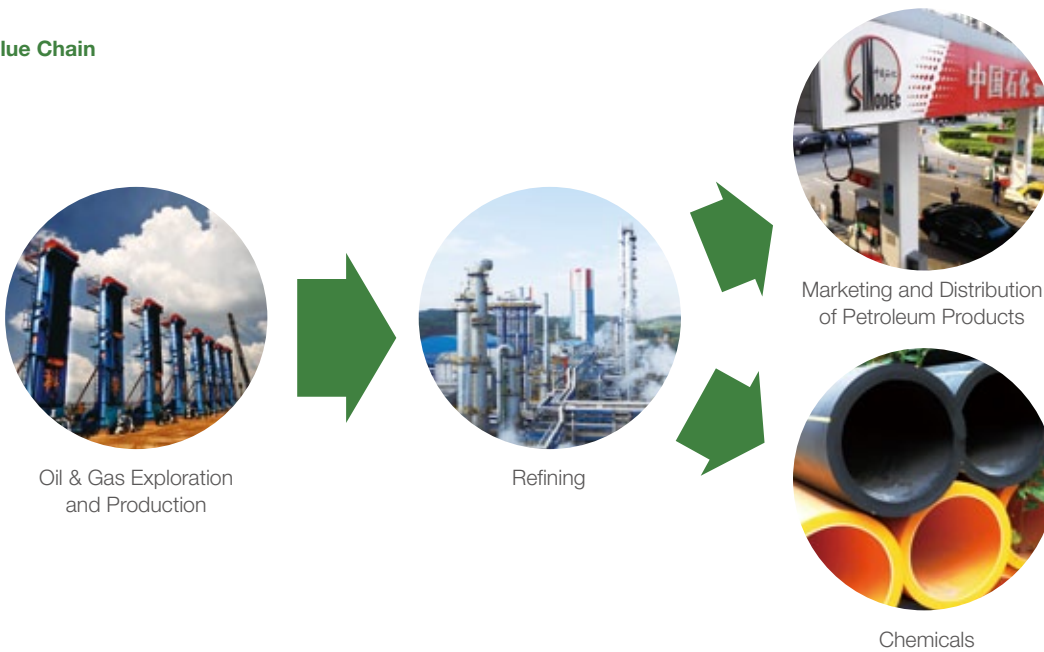 lue Chain
中国石化
SINOPEC
Oil & Gas Exploration
and Production
Refining
Marketing and Distribution
of Petroleum Products
Chemicals